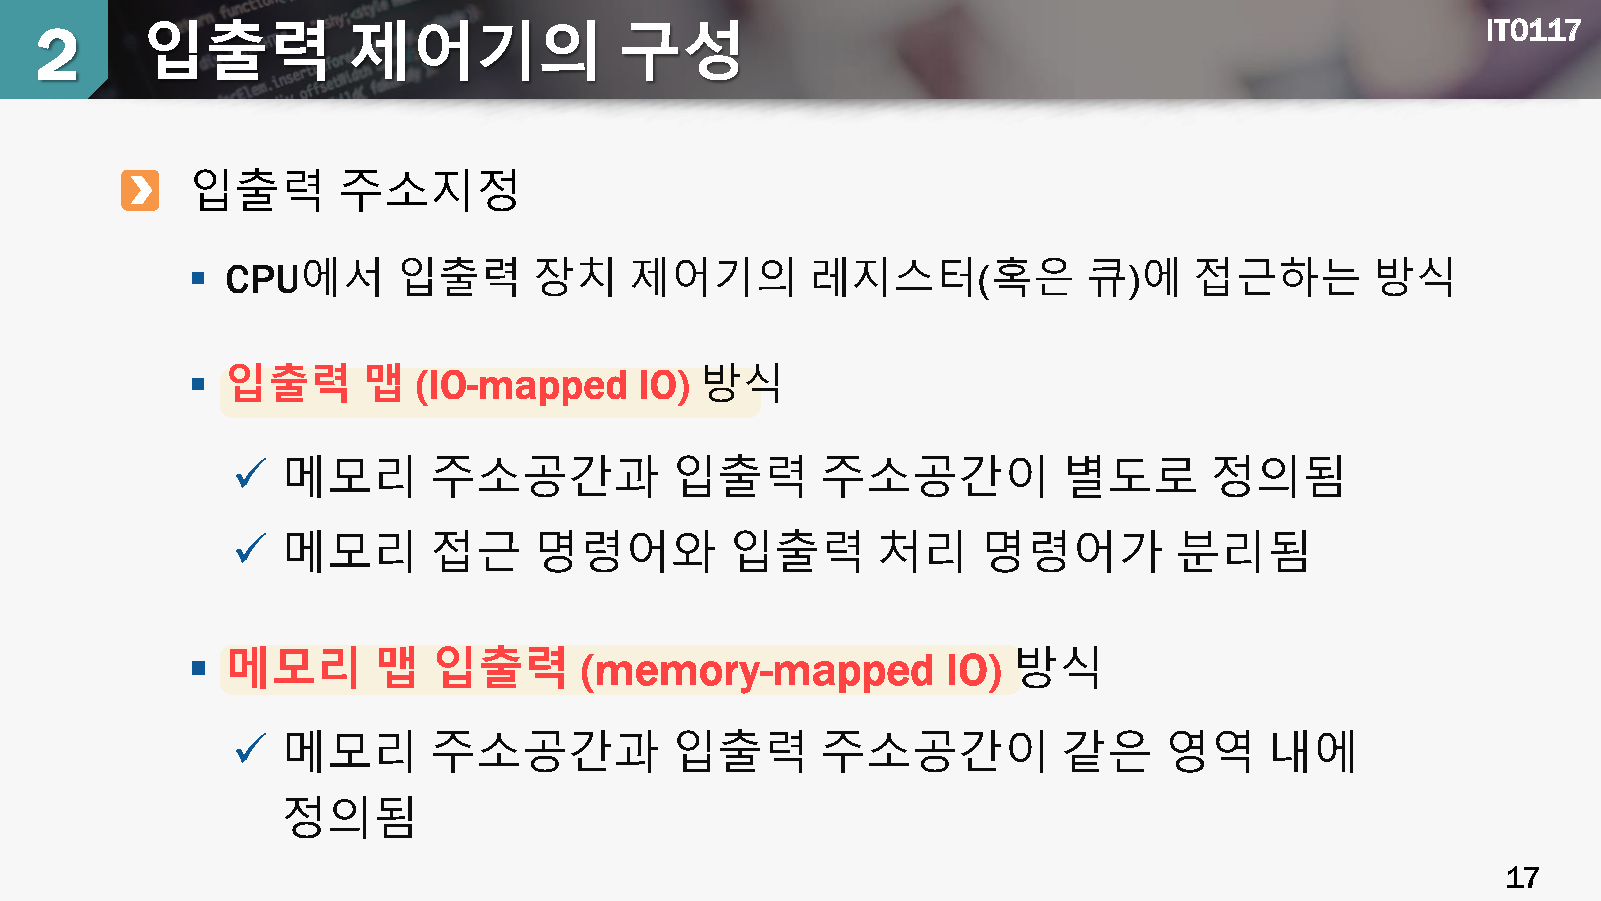 2 입출력 제어기의 구성
IT0117
입출력 주소지정
▪ CPU에서 입출력 장치 제어기의 레지스터(혹은 큐)에 접근하는 방식
▪ 입출력 맵 (IO-mapped IO) 방식
✓ 메모리 주소공간과 입출력 주소공간이 별도로 정의됨
✓ 메모리 접근 명령어와 입출력 처리 명령어가 분리됨
▪ 메모리 맵 입출력 (memory-mapped IO) 방식
✓ 메모리 주소공간과 입출력 주소공간이 같은 영역 내에
정의됨
17